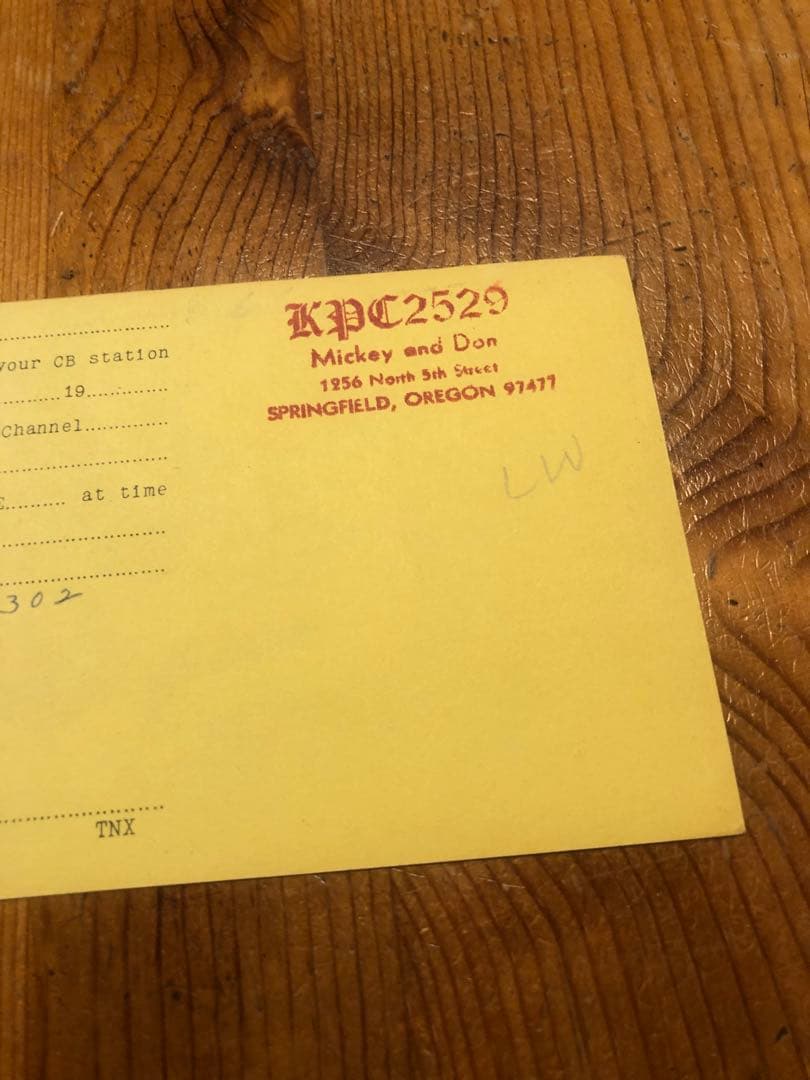 KPC2529
Mickey and Don
1256 North 5th Street
SPRINGFIELD, OREGON 97477
LW
your CB station
19
Channel
at time
302
TNX